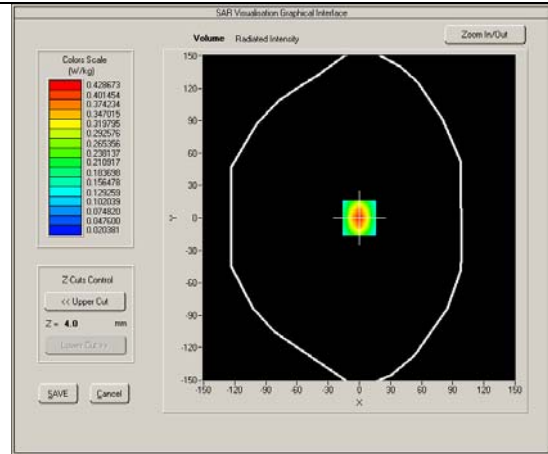 SAR Visualisation Graphical Interface
Volume Radiated Intensity
Zoom In/Out
Colors Scale
(W/kg)
0.428673
0.401454
0.374234
0.347015
0.319795
0.292576
0.265356
0.238137
0.210917
0.183698
0.156478
0.129259
0.102039
0.074820
0.047600
0.020381
150
120
90
60
30
0
-30
-60
-90
-120
-150
Y
-150 -120 -90 -60 -30 0 30 60 90 120 150
X
Z Cuts Control
<< Upper Cut
Z = 4.0 mm
SAVE Cancel